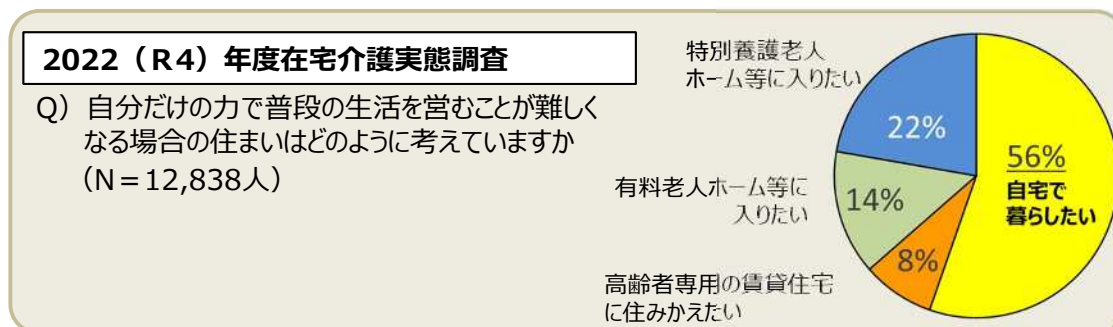 2022（R4）年度在宅介護実態調査
Q）自分だけの力で普段の生活を営むことが難しく
なる場合の住まいはどのように考えていますか
（N＝12,838人）
特別養護老人
ホーム等に入りたい
22%
56%
自宅で
暮らしたい
有料老人ホーム等に
入りたい
14%
8%
高齢者専用の賃貸住宅
に住みかえたい